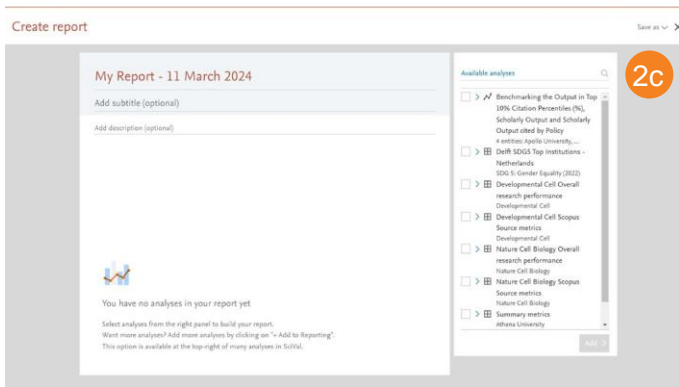 Create report
Save as
My Report - 11 March 2024
Add subtitle (optional)
Add description (optional)
You have no analyses in your report yet
Select analyses from the right panel to build your report.
Want more analyses? Add more analyses by clicking on "+ Add to Reporting".
This option is available at the top-right of many analyses in SciVal.
Available analyses
Benchmarking the Output in Top
10% Citation Percentiles (%),
Scholarly Output and Scholarly
Output cited by Policy
4 entities: Apollo University, ...
Delft SDGS Top Institutions -
Netherlands
SDG 5: Gender Equality (2022)
Developmental Cell Overall
research performance
Developmental Cell
Developmental Cell Scopus
Source metrics
Developmental Cell
Nature Cell Biology Overall
research performance
Nature Cell Biology
Nature Cell Biology Scopus
Source metrics
Nature Cell Biology
Summary metrics
Athena University
Add >
2c